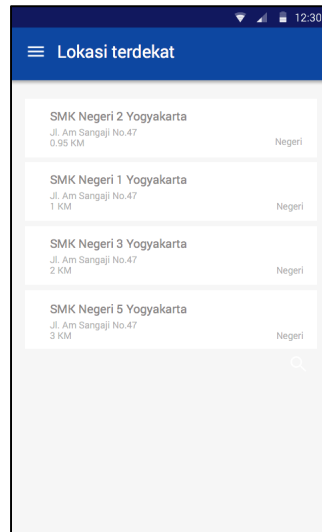 12:30
Lokasi terdekat
SMK Negeri 2 Yogyakarta
Jl. Am Sangaji No.47
0.95 KM
Negeri
SMK Negeri 1 Yogyakarta
Jl. Am Sangaji No.47
1 KM
Negeri
SMK Negeri 3 Yogyakarta
Jl. Am Sangaji No.47
2 KM
Negeri
SMK Negeri 5 Yogyakarta
Jl. Am Sangaji No.47
3 KM
Negeri